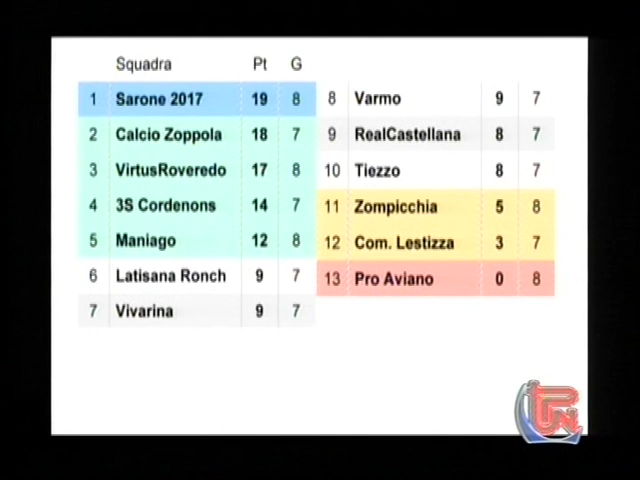 Squadra Pt G
1 Sarone 2017 19 8
2 Calcio Zoppola 18 7
3 VirtusRoveredo 17 8
4 3S Cordenons 14 7
5 Maniago 12 8
6 Latisana Ronch 9 7
7 Vivarina 9 7
8 Varmo 9 7
9 RealCastellana 8 7
10 Tiezzo 8 7
11 Zompicchia 5 8
12 Com. Lestizza 3 7
13 Pro Aviano 0 8
TPN